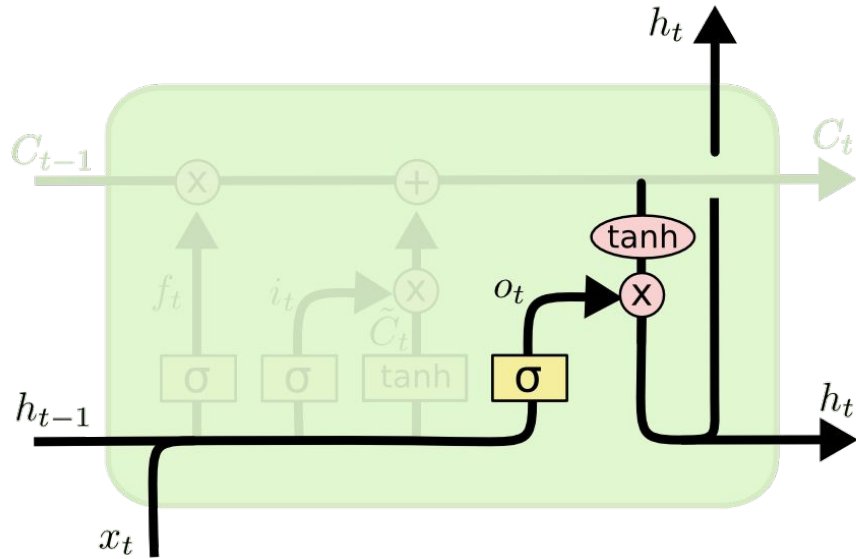 h_t
C_{t-1}
C_t
x
+
tanh
f_t
i_t
x
o_t
x
C̃_t
σ
σ
tanh
σ
h_{t-1}
h_t
x_t